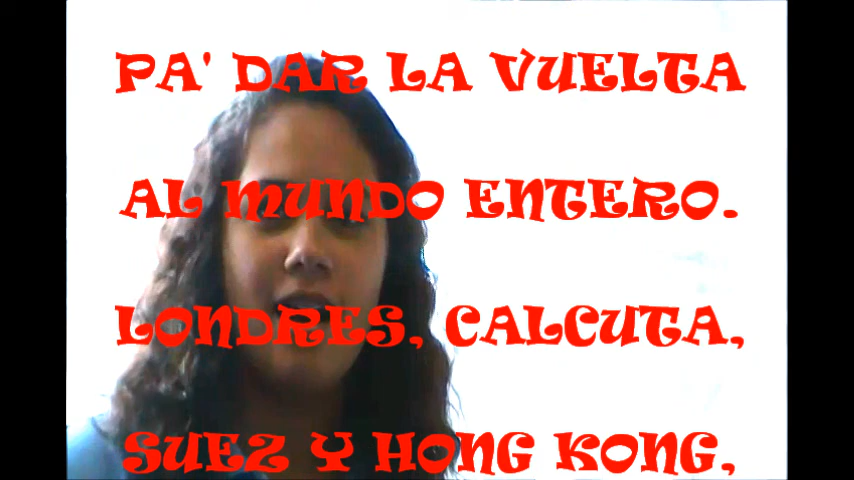 PA' DAR LA VUELTA
AL MUNDO ENTERO.
LONDRES, CALCUTA,
SUEZ Y HONG KONG,